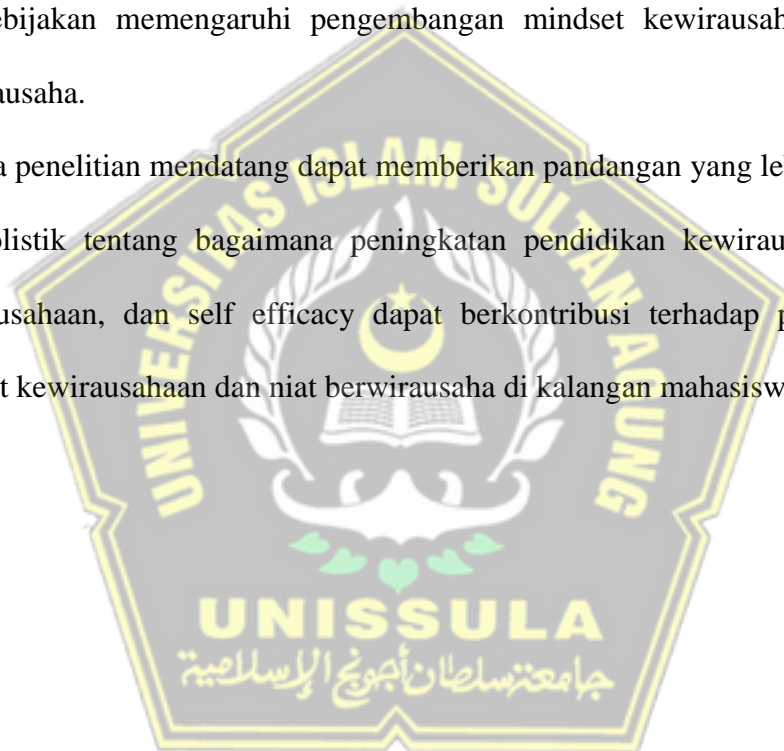 ebijakan memengaruhi pengembangan mindset kewirausah
ausaha.
a penelitian mendatang dapat memberikan pandangan yang le
olistik tentang bagaimana peningkatan pendidikan kewirau
usahaan, dan self efficacy dapat berkontribusi terhadap p
t kewirausahaan dan niat berwirausaha di kalangan mahasisw
UNIVERSITAS ISLAM SULTAN AGUNG
UNISSULA
جامعة سلطان أجونج الإسلامية